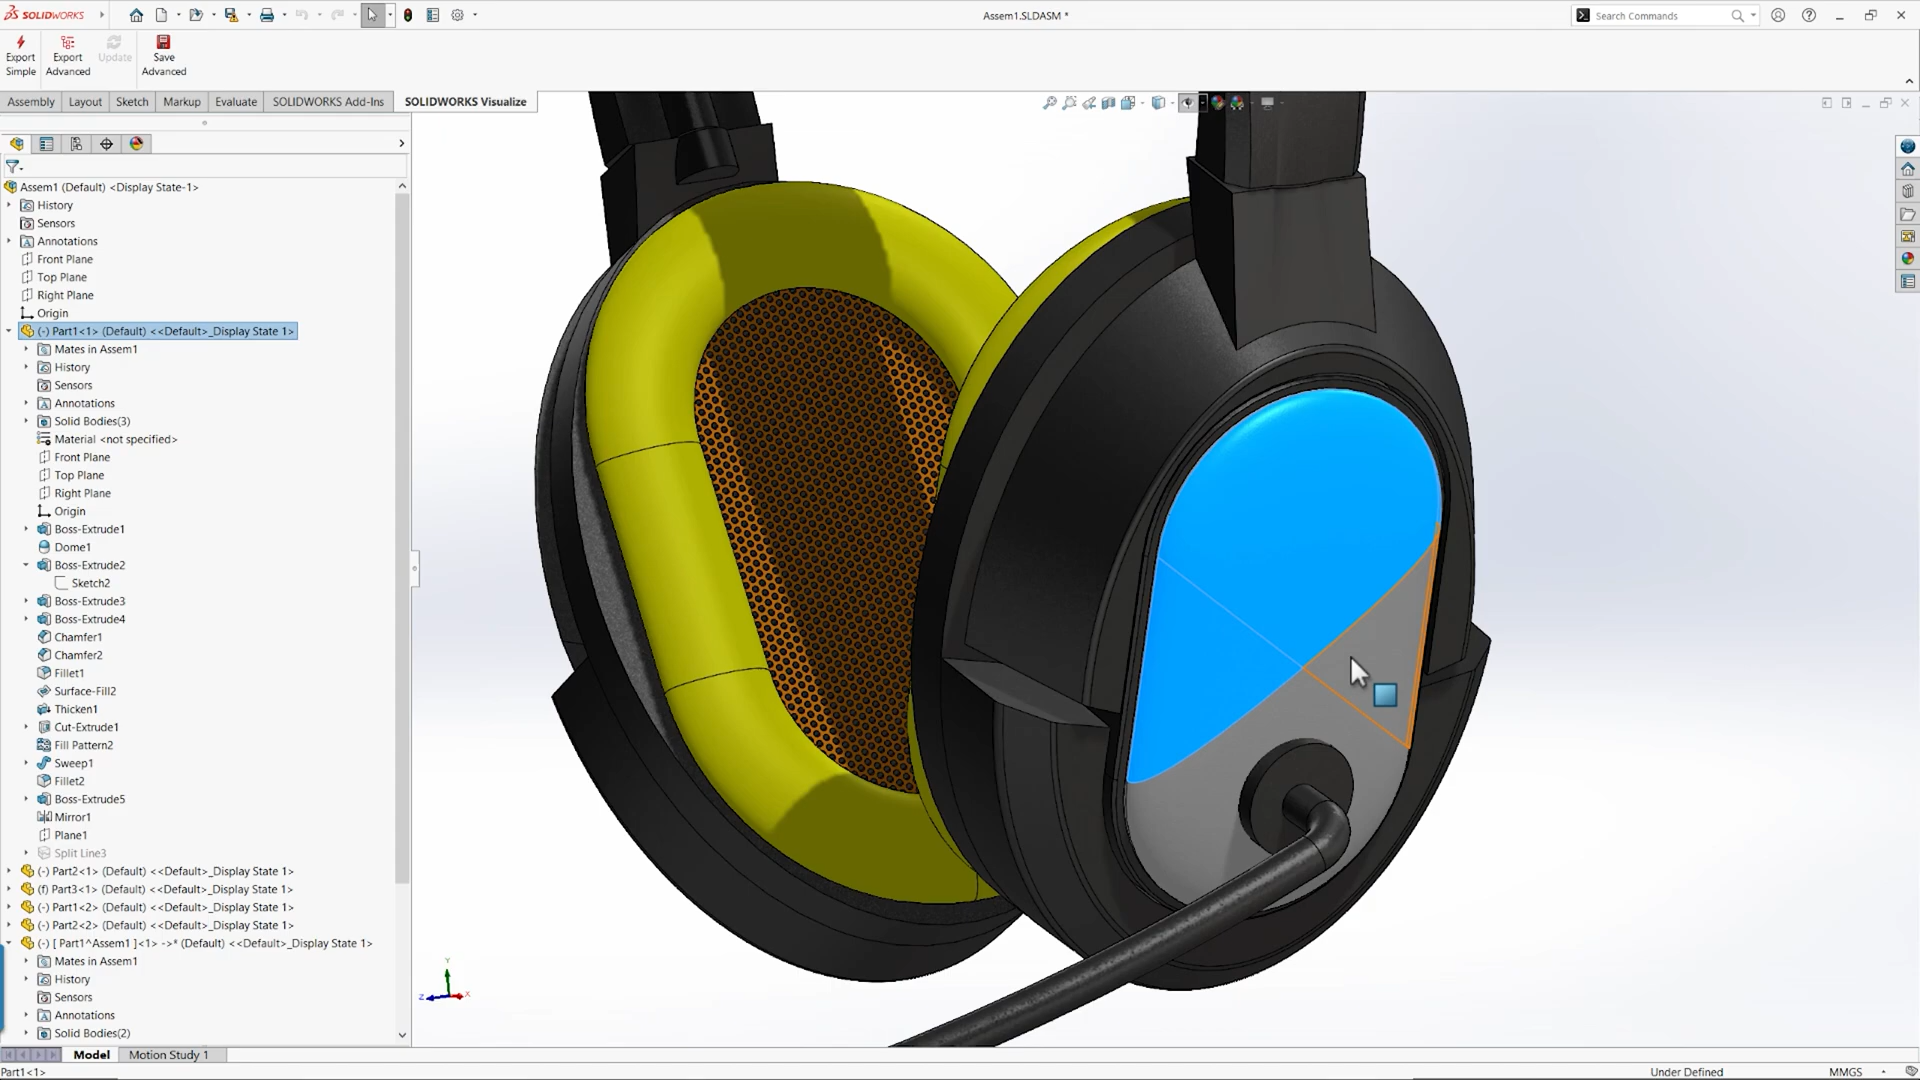 SOLIDWORKS
Assem1.SLDASM *
Search Commands
Export Simple
Export Advanced
Update
Save Advanced
Assembly
Layout
Sketch
Markup
Evaluate
SOLIDWORKS Add-Ins
SOLIDWORKS Visualize
Assem1 (Default) <Display State-1>
History
Sensors
Annotations
Front Plane
Top Plane
Right Plane
Origin
(-) Part1<1> (Default) <<Default>_Display State 1>
Mates in Assem1
History
Sensors
Annotations
Solid Bodies(3)
Material <not specified>
Front Plane
Top Plane
Right Plane
Origin
Boss-Extrude1
Dome1
Boss-Extrude2
Sketch2
Boss-Extrude3
Boss-Extrude4
Chamfer1
Chamfer2
Fillet1
Surface-Fill2
Thicken1
Cut-Extrude1
Fill Pattern2
Sweep1
Fillet2
Boss-Extrude5
Mirror1
Plane1
Split Line3
(-) Part2<1> (Default) <<Default>_Display State 1>
(f) Part3<1> (Default) <<Default>_Display State 1>
(-) Part1<2> (Default) <<Default>_Display State 1>
(-) Part2<2> (Default) <<Default>_Display State 1>
(-) [ Part1^Assem1 ]<1> ->* (Default) <<Default>_Display State 1>
Mates in Assem1
History
Sensors
Annotations
Solid Bodies(2)
Y
Z
X
Model
Motion Study 1
Part1<1>
Under Defined
MMGS